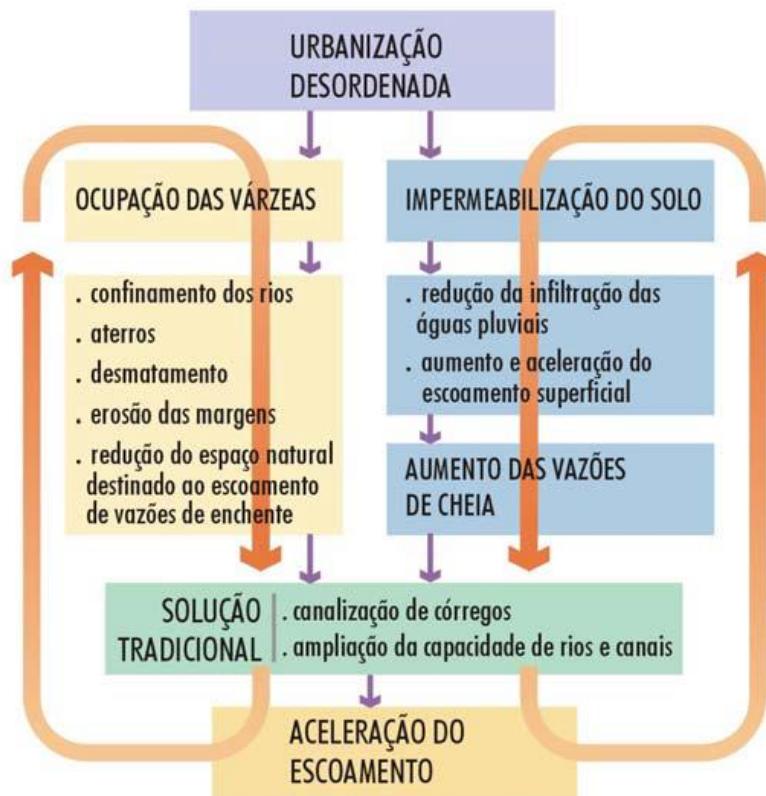 URBANIZAÇÃO
DESORDENADA
OCUPAÇÃO DAS VÁRZEAS
. confinamento dos rios
. aterros
. desmatamento
. erosão das margens
. redução do espaço natural
destinado ao escoamento
de vazões de enchente
IMPERMEABILIZAÇÃO DO SOLO
. redução da infiltração das
águas pluviais
. aumento e aceleração do
escoamento superficial
AUMENTO DAS VAZÕES
DE CHEIA
SOLUÇÃO
TRADICIONAL
. canalização de córregos
. ampliação da capacidade de rios e canais
ACELERAÇÃO DO
ESCOAMENTO